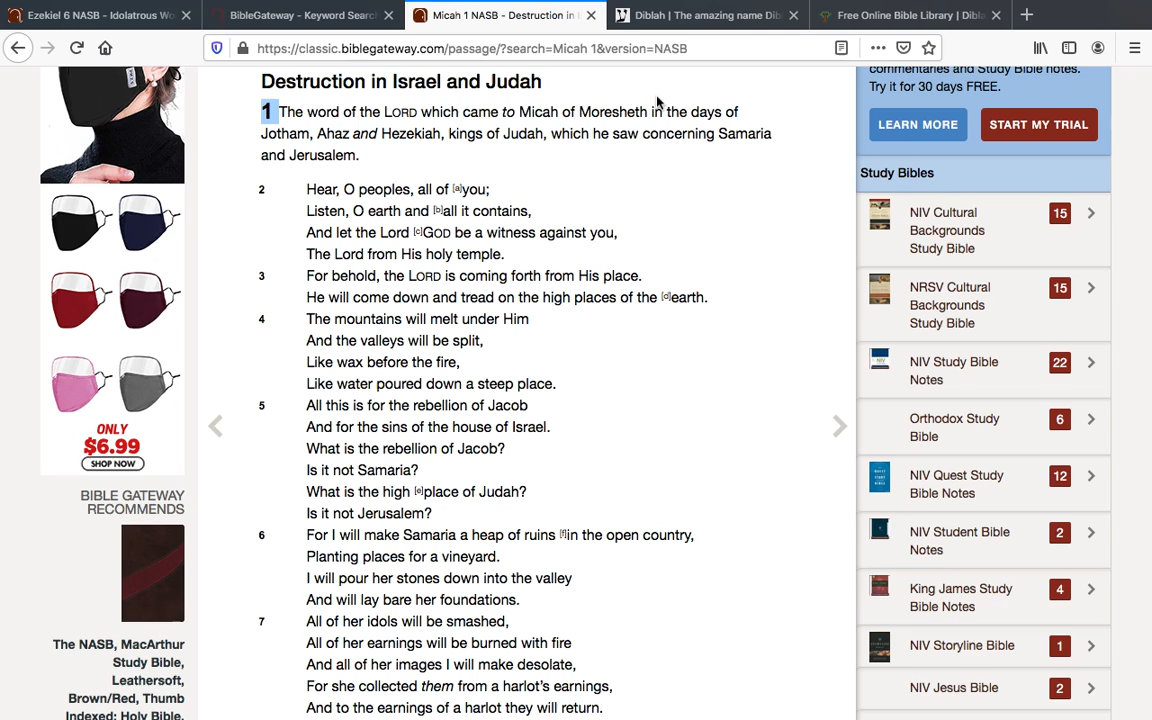 Ezekiel 6 NASB - Idolatrous Wo
BibleGateway - Keyword Search:
Micah 1 NASB - Destruction in I
Diblah | The amazing name Dib
Free Online Bible Library | Dibla
https://classic.biblegateway.com/passage/?search=Micah 1&version=NASB
Destruction in Israel and Judah
1 The word of the LORD which came to Micah of Moresheth in the days of
Jotham, Ahaz and Hezekiah, kings of Judah, which he saw concerning Samaria
and Jerusalem.
2 Hear, O peoples, all of [a]you;
Listen, O earth and [b]all it contains,
And let the Lord [c]GOD be a witness against you,
The Lord from His holy temple.
3 For behold, the LORD is coming forth from His place.
He will come down and tread on the high places of the [d]earth.
4 The mountains will melt under Him
And the valleys will be split,
Like wax before the fire,
Like water poured down a steep place.
5 All this is for the rebellion of Jacob
And for the sins of the house of Israel.
What is the rebellion of Jacob?
Is it not Samaria?
What is the high [e]place of Judah?
Is it not Jerusalem?
6 For I will make Samaria a heap of ruins [f]in the open country,
Planting places for a vineyard.
I will pour her stones down into the valley
And will lay bare her foundations.
7 All of her idols will be smashed,
All of her earnings will be burned with fire
And all of her images I will make desolate,
For she collected them from a harlot's earnings,
And to the earnings of a harlot they will return.
ONLY
$6.99
SHOP NOW
BIBLE GATEWAY
RECOMMENDS
The NASB, MacArthur
Study Bible,
Leathersoft,
Brown/Red, Thumb
Indexed: Holy Bible,
commentaries and Study Bible notes.
Try it for 30 days FREE.
LEARN MORE
START MY TRIAL
Study Bibles
NIV Cultural 15
Backgrounds
Study Bible
NRSV Cultural 15
Backgrounds
Study Bible
NIV Study Bible 22
Notes
Orthodox Study 6
Bible
NIV Quest Study 12
Bible Notes
NIV Student Bible 2
Notes
King James Study 4
Bible Notes
NIV Storyline Bible 1
NIV Jesus Bible 2